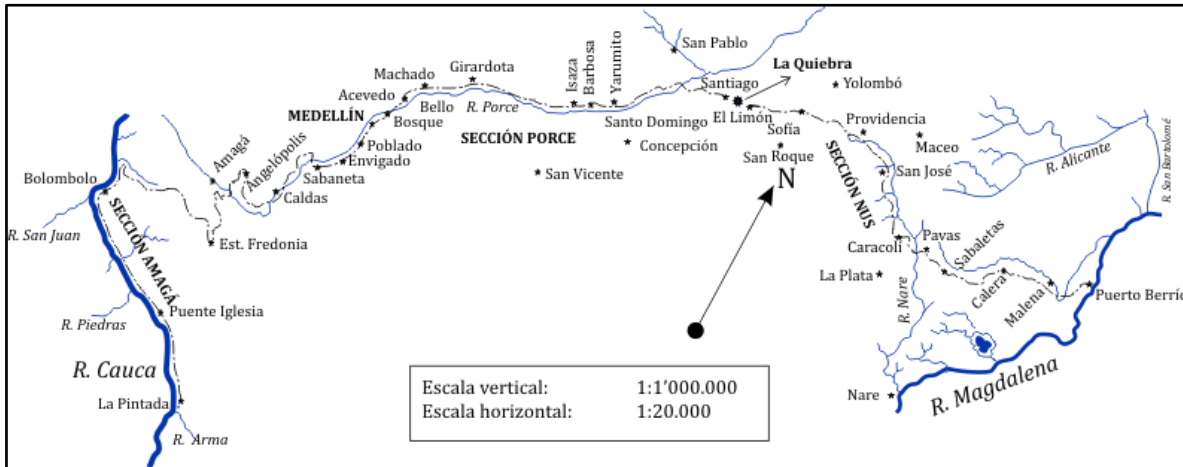 San Pablo
La Quiebra
Yolombó
Santiago
El Limón
Sofía
Providencia
Maceo
San José
San Roque
N
Isaza
Barbosa
Yarumito
Girardota
Machado
Acevedo
Bello
R. Porce
MEDELLÍN
Bosque
Poblado
Envigado
Sabaneta
Caldas
SECCIÓN PORCE
Santo Domingo
Concepción
San Vicente
Amagá
Angelópolis
Bolombolo
SECCIÓN AMAGÁ
R. San Juan
Est. Fredonia
Puente Iglesia
R. Piedras
R. Cauca
La Pintada
R. Arma
SECCIÓN NUS
R. Alicante
R. San Bartolomé
Caracolí
Pavas
Sabaletas
La Plata
R. Nare
Calera
Malena
Puerto Berrío
Nare
R. Magdalena
Escala vertical: 1:1'000.000
Escala horizontal: 1:20.000